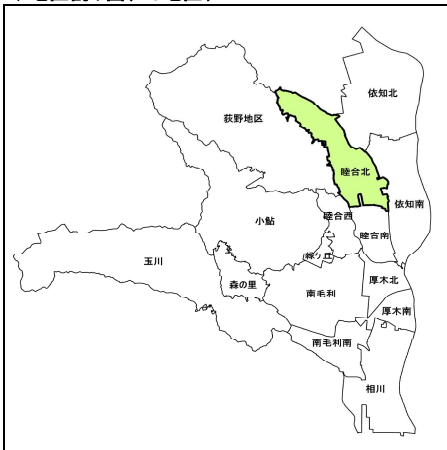 依知北
荻野地区
睦合北
依知南
小鮎
睦合西
睦合南
緑ケ丘
玉川
森の里
南毛利
厚木北
厚木南
南毛利南
相川